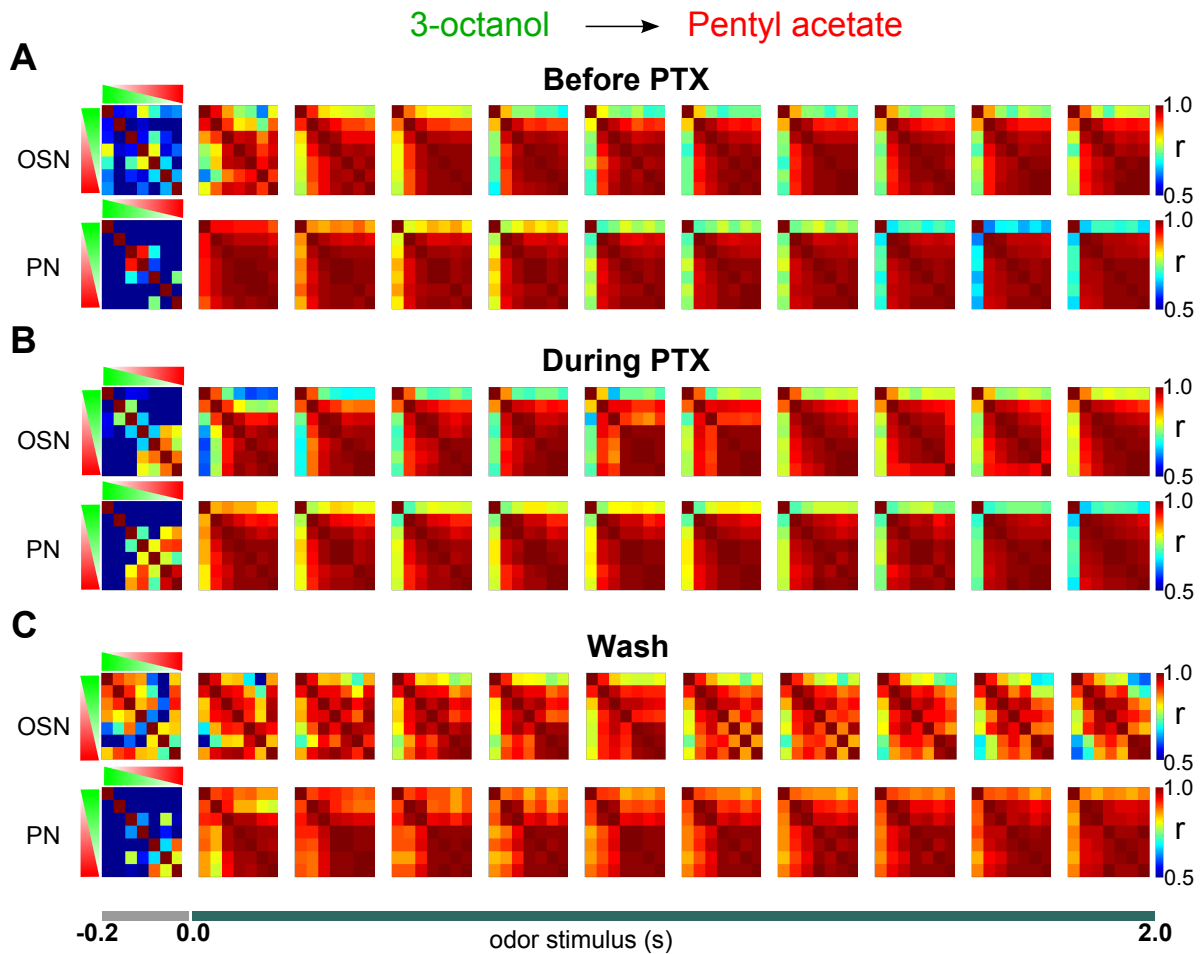 3-octanol → Pentyl acetate
A
Before PTX
OSN
1.0
r
0.5
PN
1.0
r
0.5
B
During PTX
OSN
1.0
r
0.5
PN
1.0
r
0.5
C
Wash
OSN
1.0
r
0.5
PN
1.0
r
0.5
-0.2 0.0 odor stimulus (s) 2.0